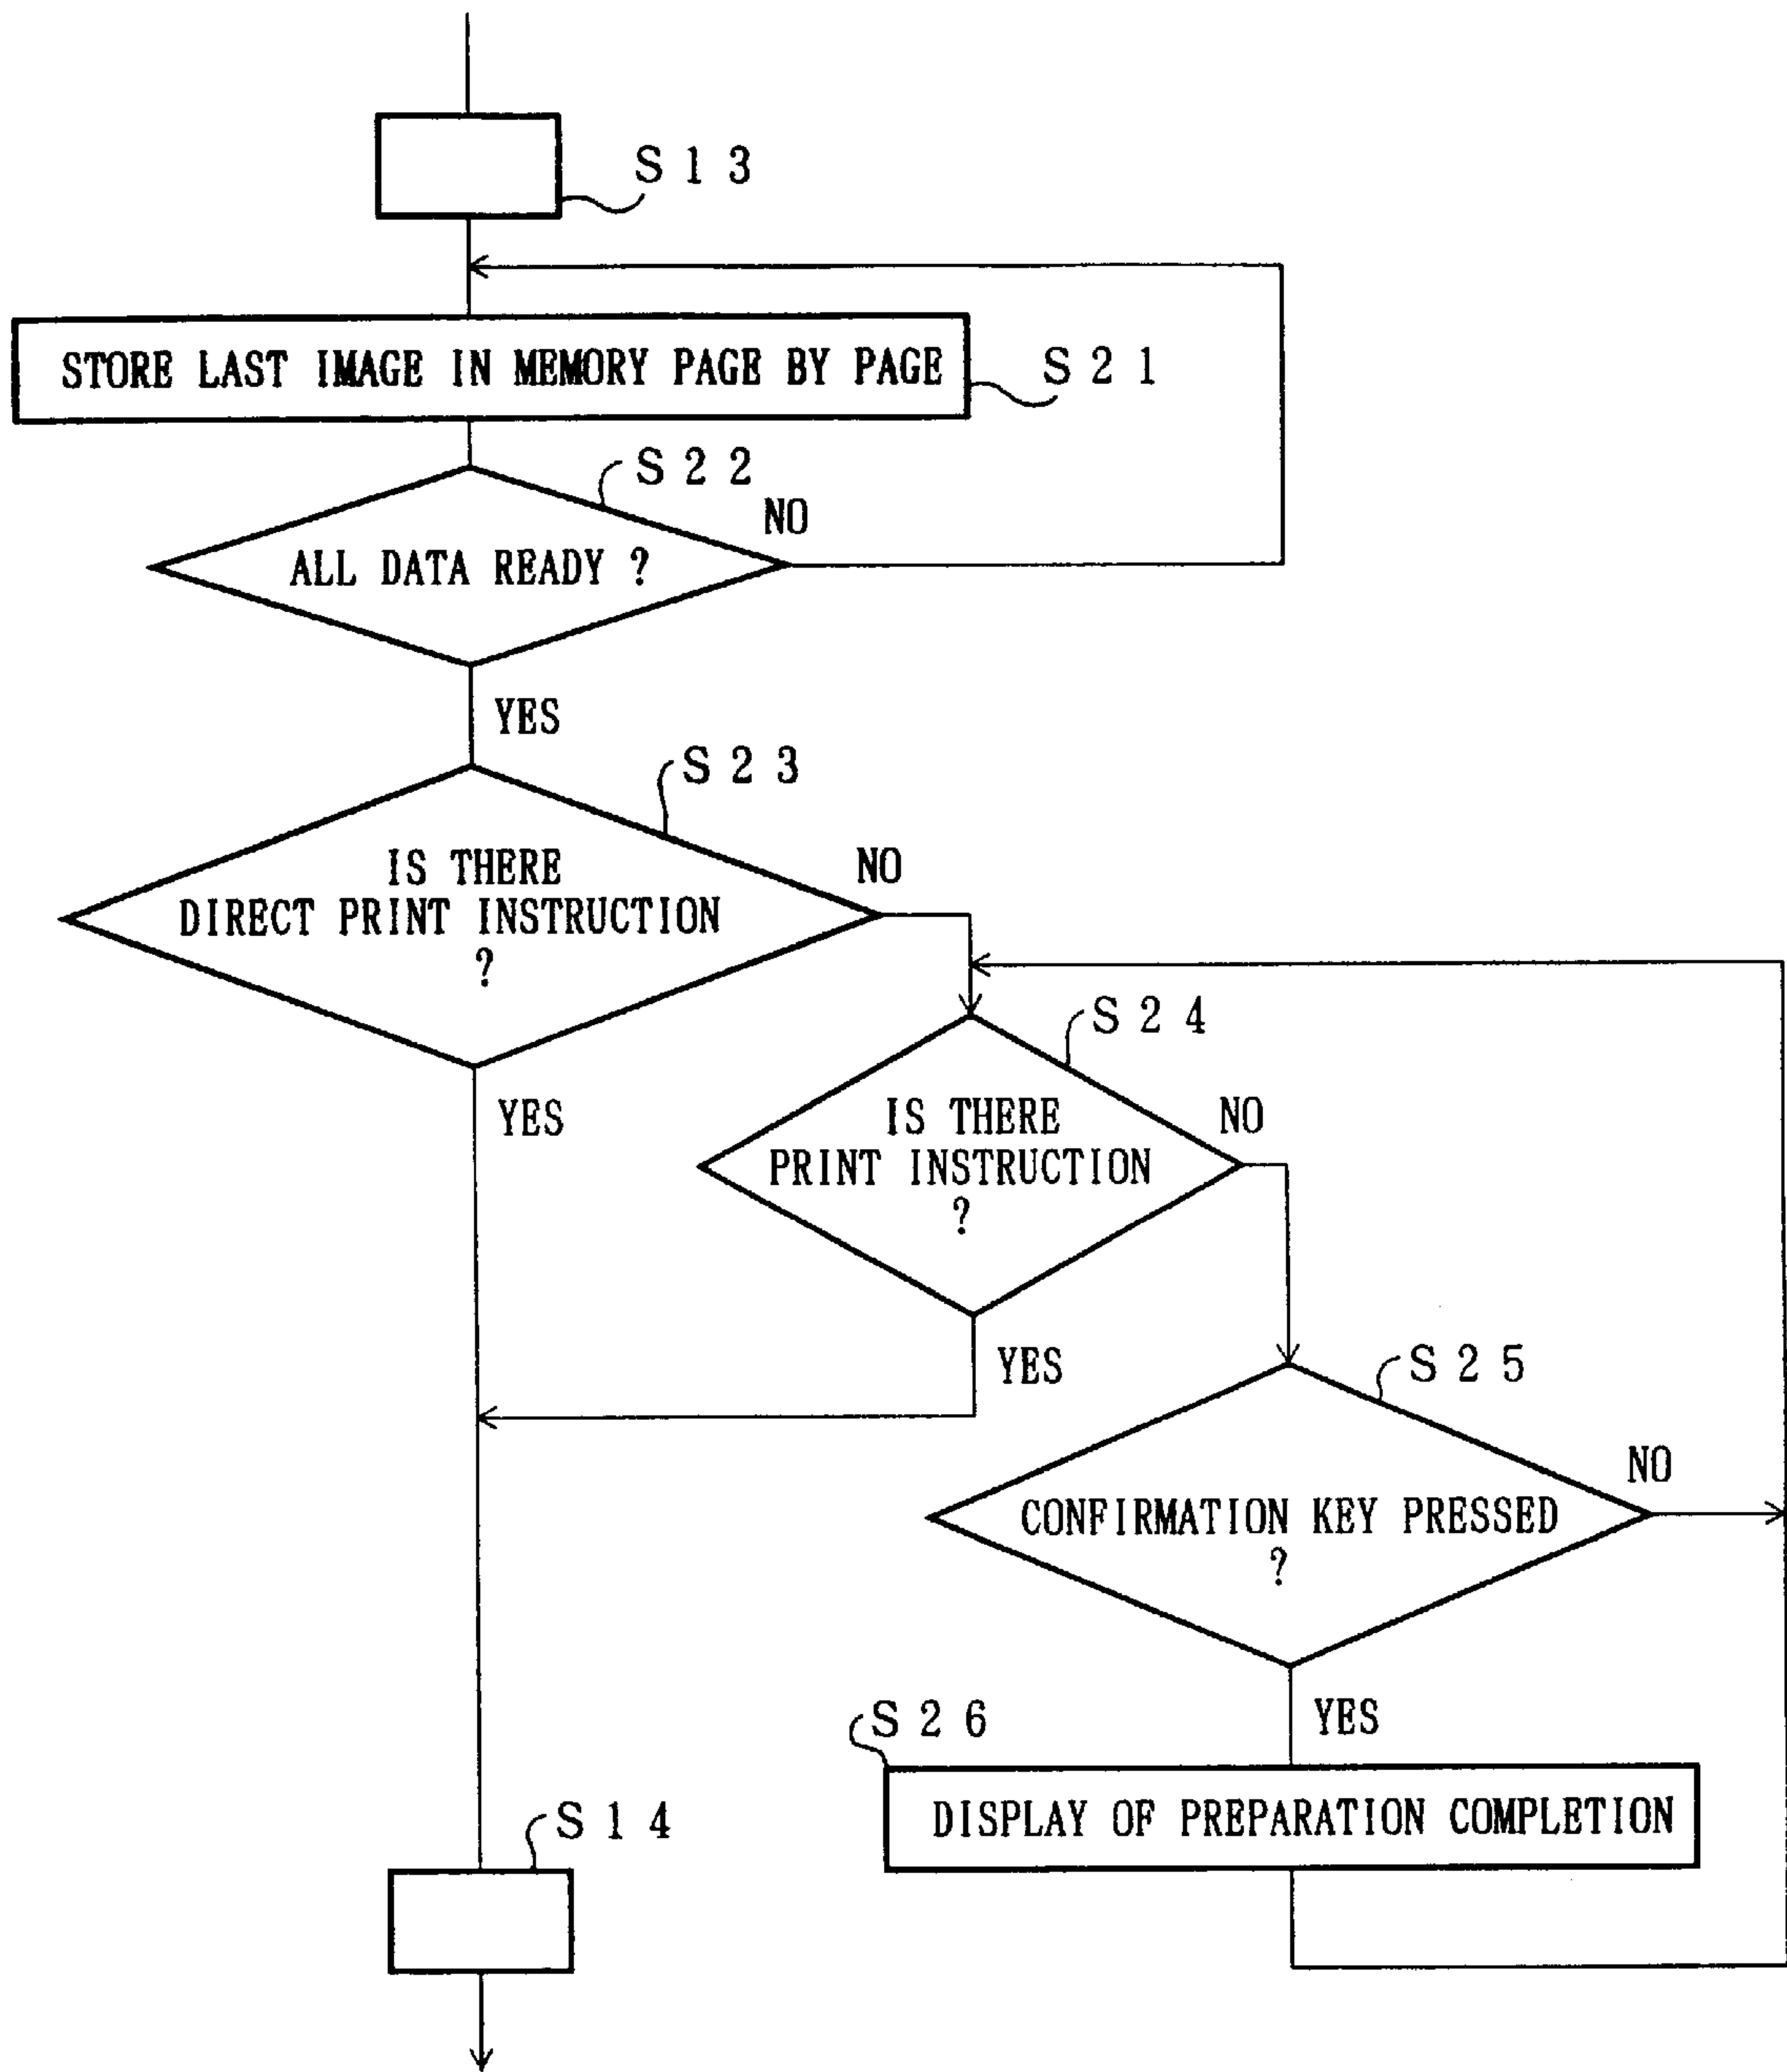 S13
STORE LAST IMAGE IN MEMORY PAGE BY PAGE
S21
S22
NO
ALL DATA READY ?
YES
S23
IS THERE
DIRECT PRINT INSTRUCTION
?
NO
S24
YES
IS THERE
PRINT INSTRUCTION
?
NO
YES
S25
NO
CONFIRMATION KEY PRESSED
?
YES
S26
DISPLAY OF PREPARATION COMPLETION
S14